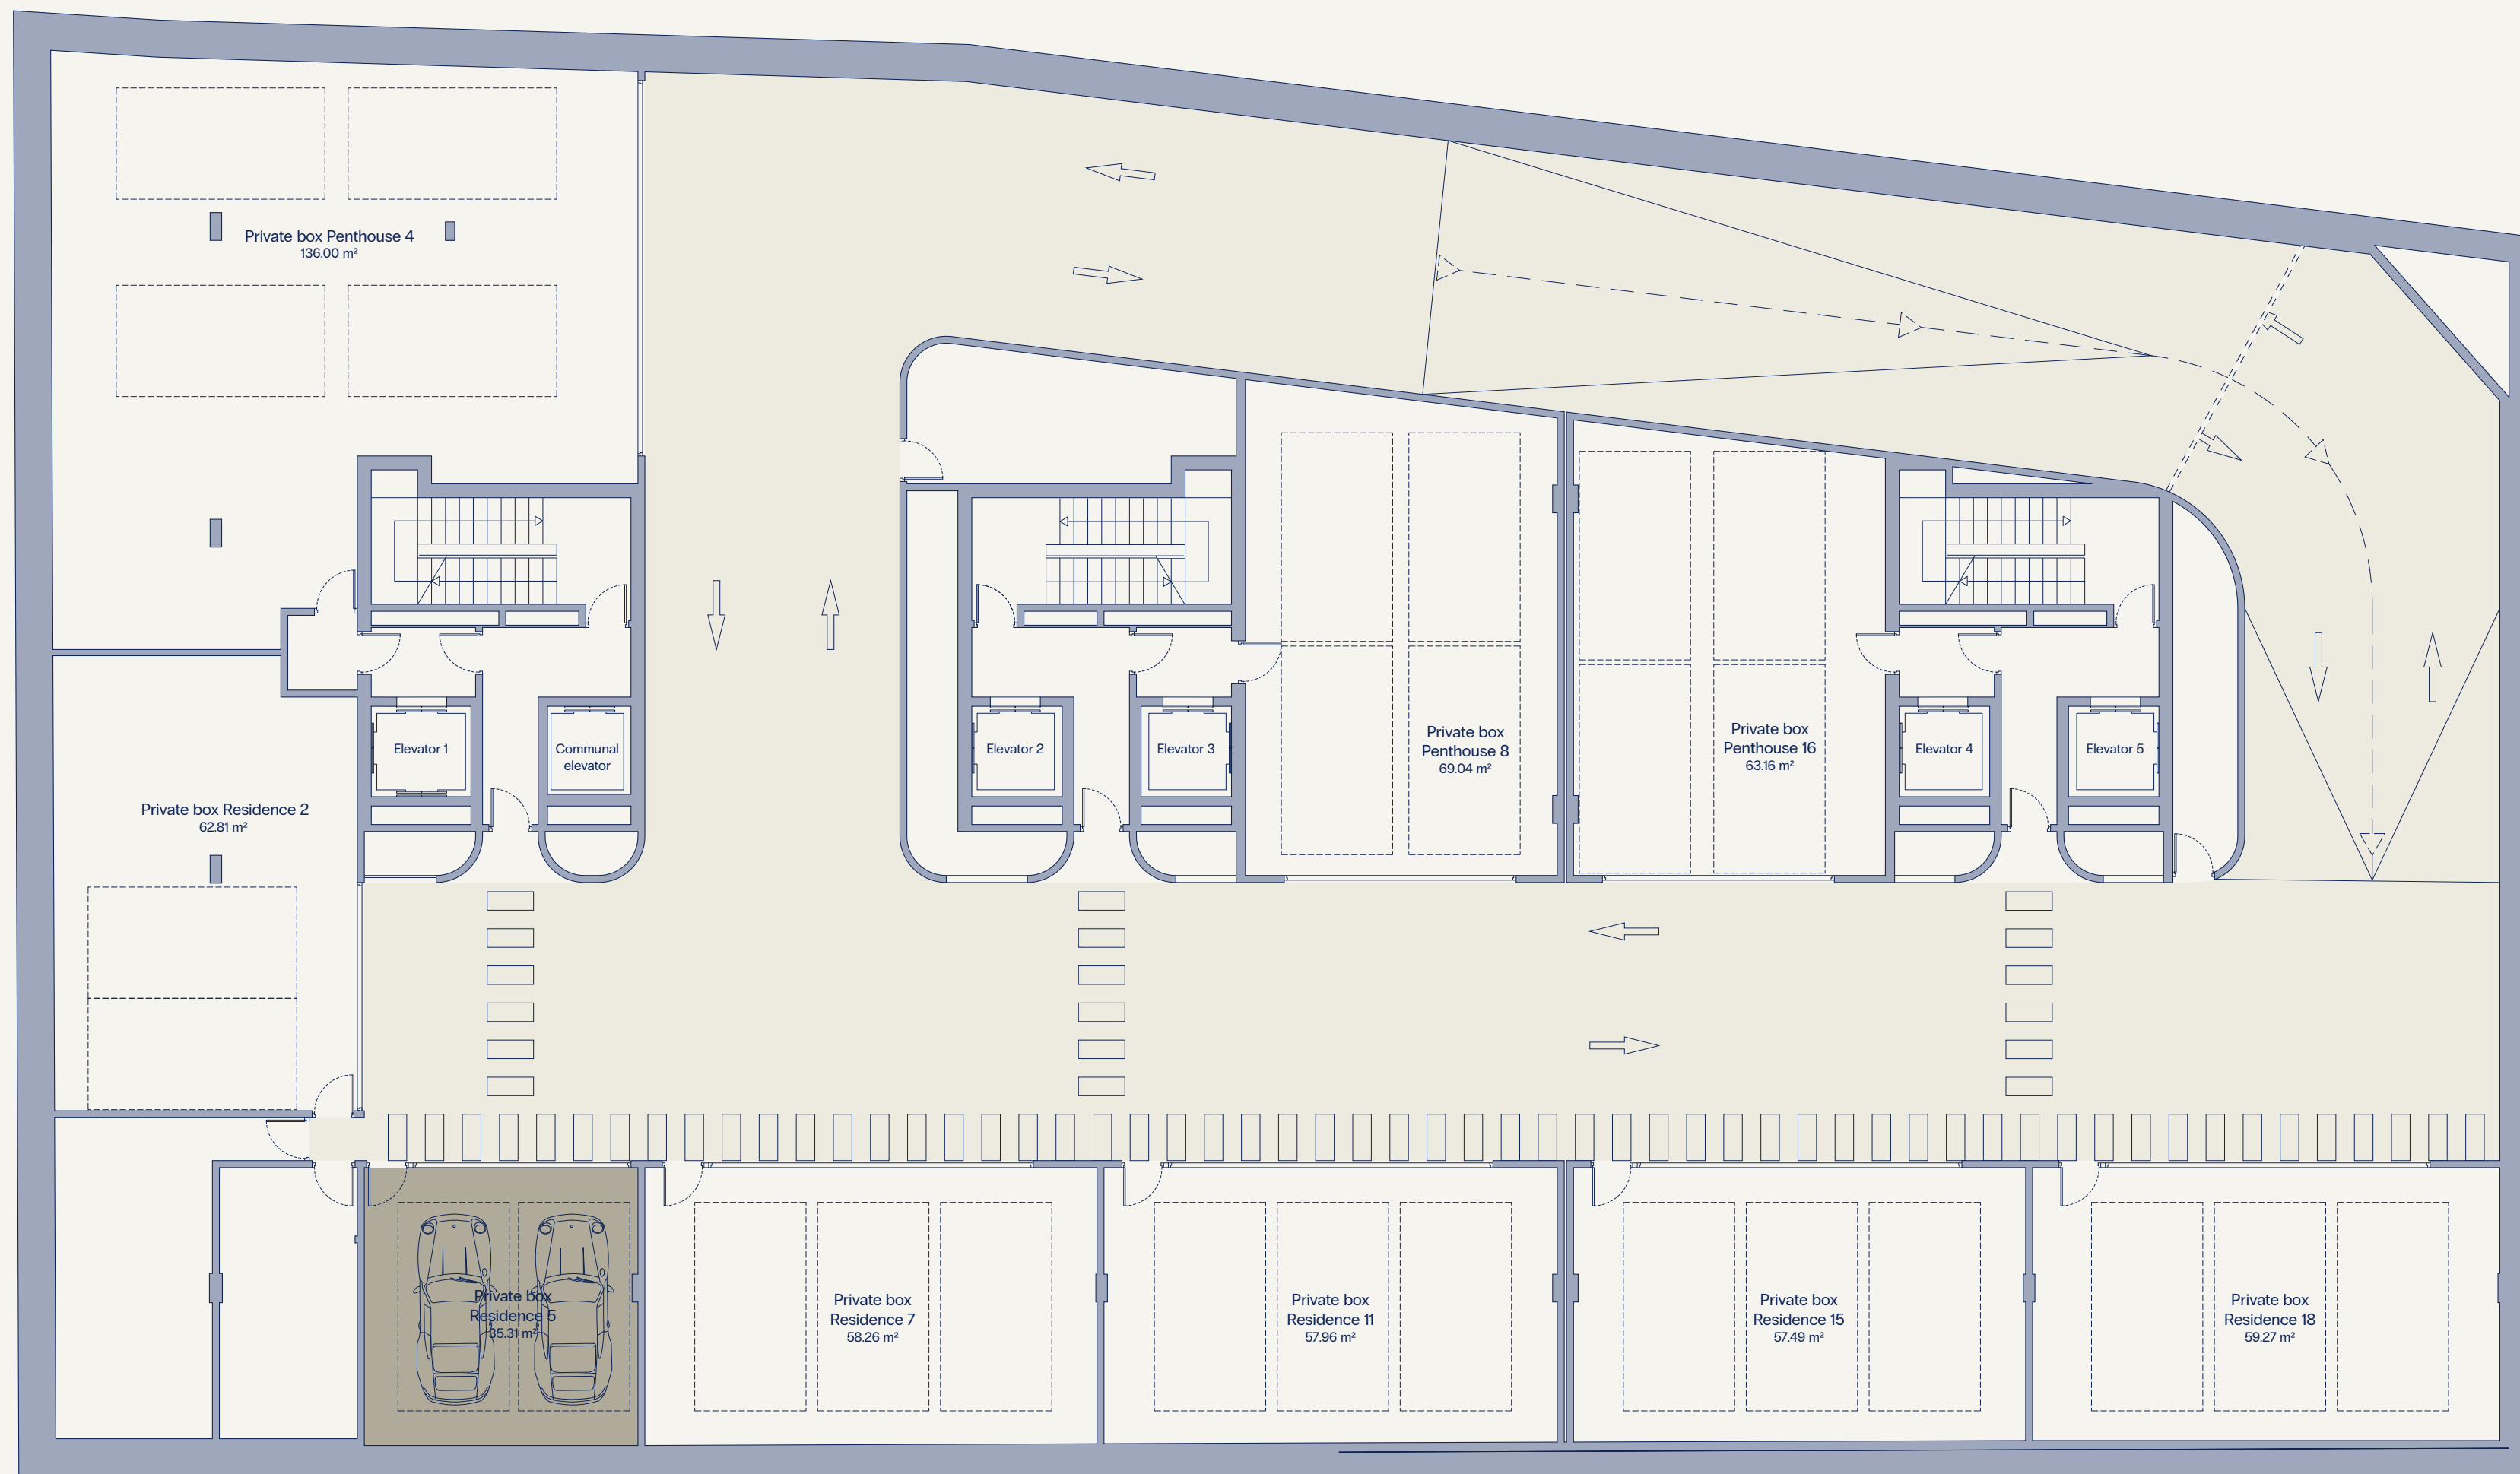 Private box Penthouse 4
136.00 m²
Elevator 1
Communal
elevator
Elevator 2
Elevator 3
Private box
Penthouse 8
69.04 m²
Private box
Penthouse 16
63.16 m²
Elevator 4
Elevator 5
Private box Residence 2
62.81 m²
Private box
Residence 5
35.31 m²
Private box
Residence 7
58.26 m²
Private box
Residence 11
57.96 m²
Private box
Residence 15
57.49 m²
Private box
Residence 18
59.27 m²